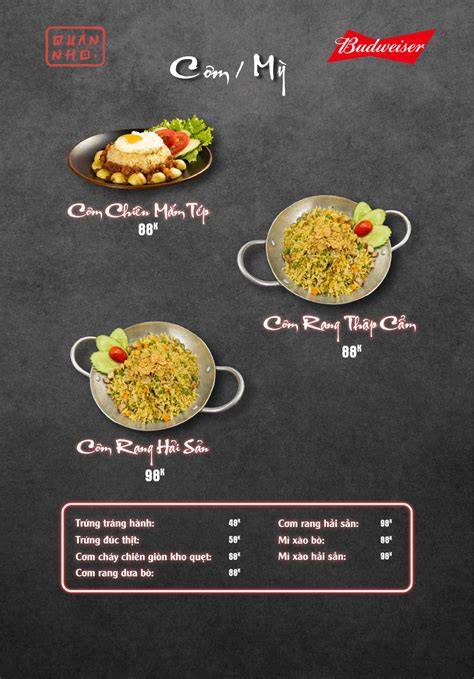 QUÁN
NHỎ.
Budweiser
Cơm / Mỳ
Cơm Chiên Mắm Tép
88K
Cơm Rang Thập Cẩm
88K
Cơm Rang Hải Sản
98K
Trứng tráng hành: 48K
Trứng đúc thịt: 58K
Cơm cháy chiên giòn kho quẹt: 68K
Cơm rang dưa bò: 88K
Cơm rang hải sản: 98K
Mì xào bò: 88K
Mì xào hải sản: 98K